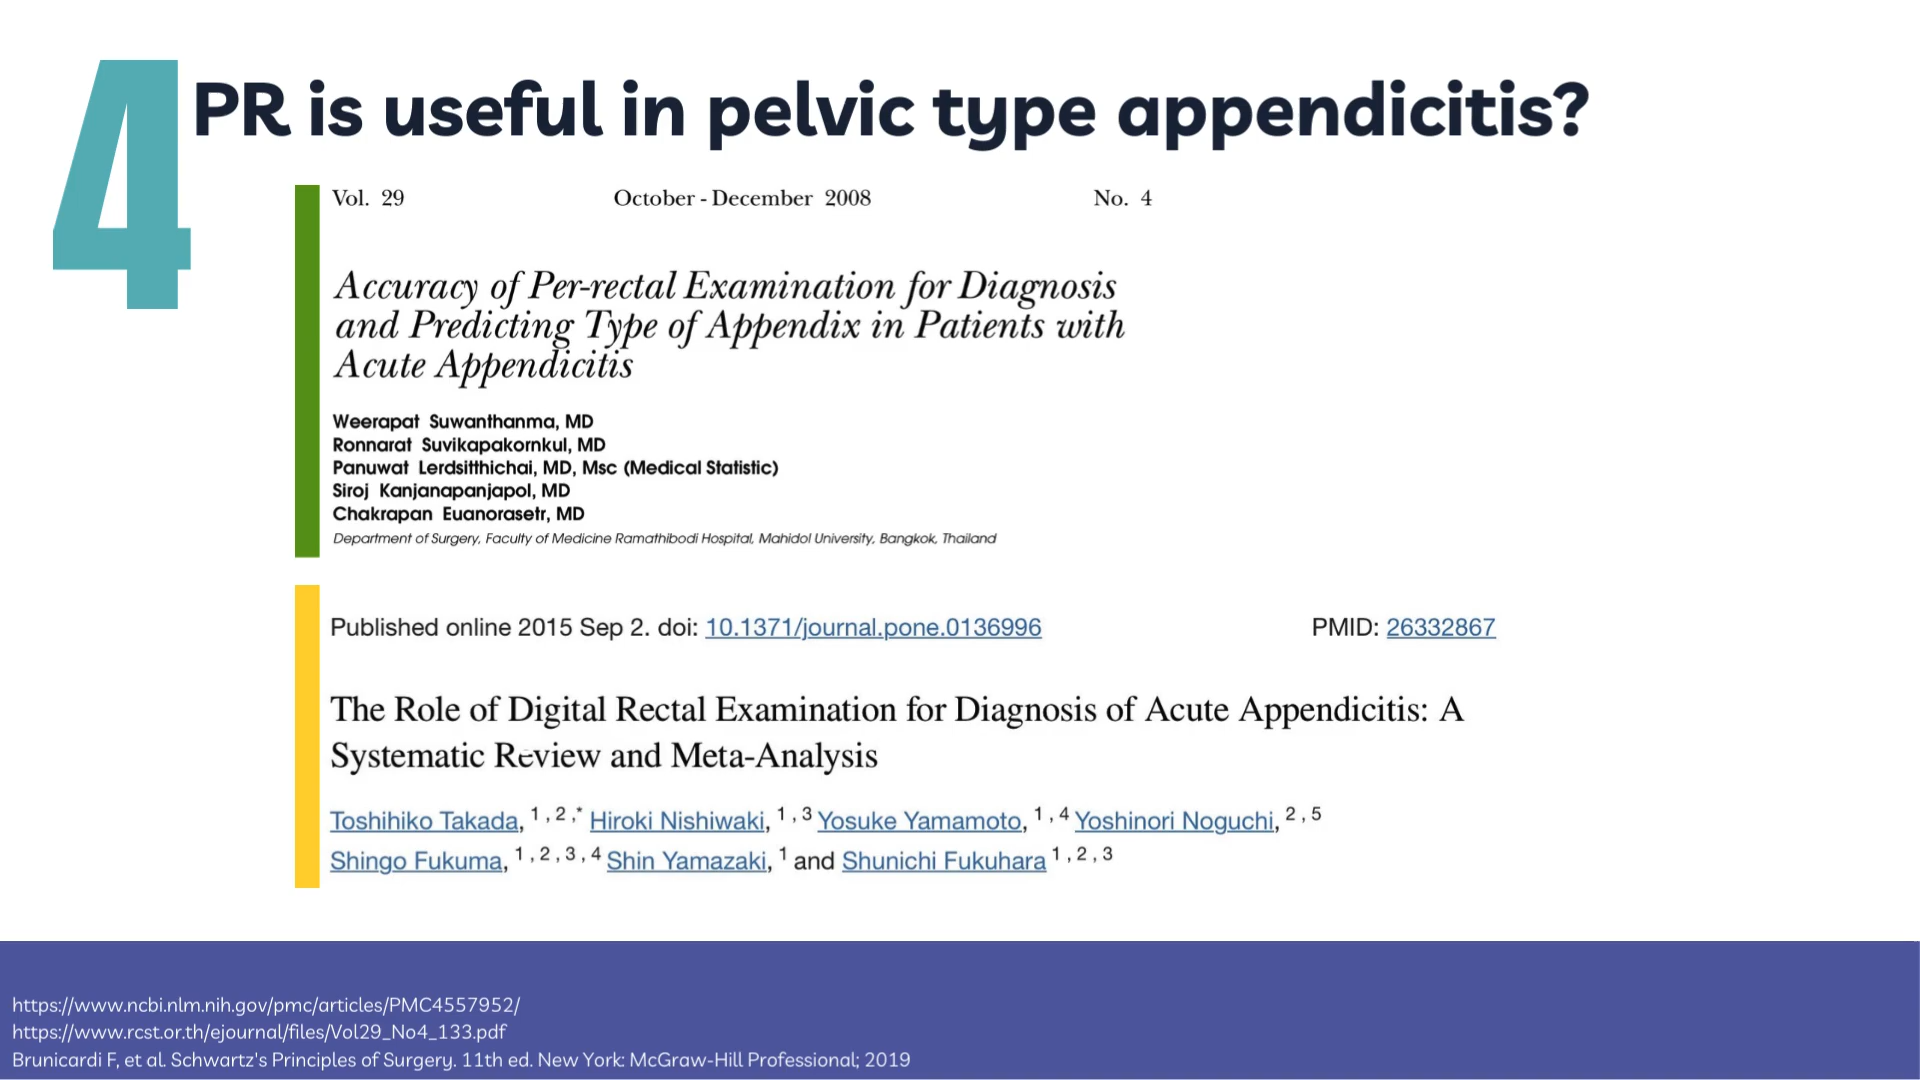 4
PR is useful in pelvic type appendicitis?
Vol. 29 October - December 2008 No. 4
Accuracy of Per-rectal Examination for Diagnosis
and Predicting Type of Appendix in Patients with
Acute Appendicitis
Weerapat Suwanthanma, MD
Ronnarat Suvikapakornkul, MD
Panuwat Lerdsitthichai, MD, Msc (Medical Statistic)
Siroj Kanjanapanjapol, MD
Chakrapan Euanorasetr, MD
Department of Surgery, Faculty of Medicine Ramathibodi Hospital, Mahidol University, Bangkok, Thailand
Published online 2015 Sep 2. doi: 10.1371/journal.pone.0136996 PMID: 26332867
The Role of Digital Rectal Examination for Diagnosis of Acute Appendicitis: A
Systematic Review and Meta-Analysis
Toshihiko Takada, 1 , 2 ,* Hiroki Nishiwaki, 1 , 3 Yosuke Yamamoto, 1 , 4 Yoshinori Noguchi, 2 , 5
Shingo Fukuma, 1 , 2 , 3 , 4 Shin Yamazaki, 1 and Shunichi Fukuhara 1 , 2 , 3
https://www.ncbi.nlm.nih.gov/pmc/articles/PMC4557952/
https://www.rcst.or.th/ejournal/files/Vol29_No4_133.pdf
Brunicardi F, et al. Schwartz's Principles of Surgery. 11th ed. New York: McGraw-Hill Professional; 2019